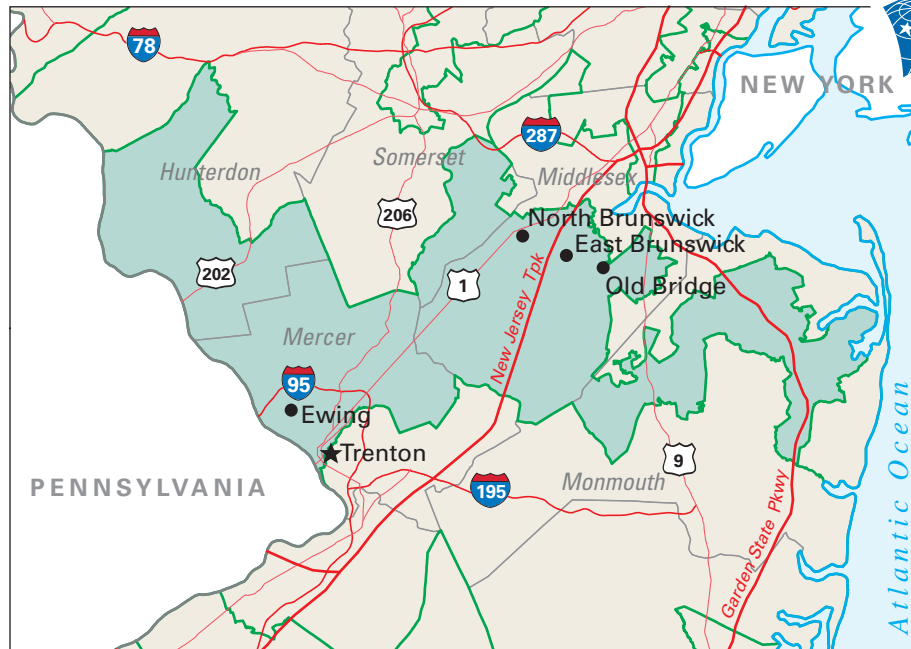 78
NEW YORK
287
Somerset
Hunterdon
Middlesex
206
North Brunswick
East Brunswick
202
1
Old Bridge
New Jersey Tpk
Mercer
95
Ewing
Trenton
9
PENNSYLVANIA
195
Monmouth
Garden State Pkwy
Atlantic Ocean